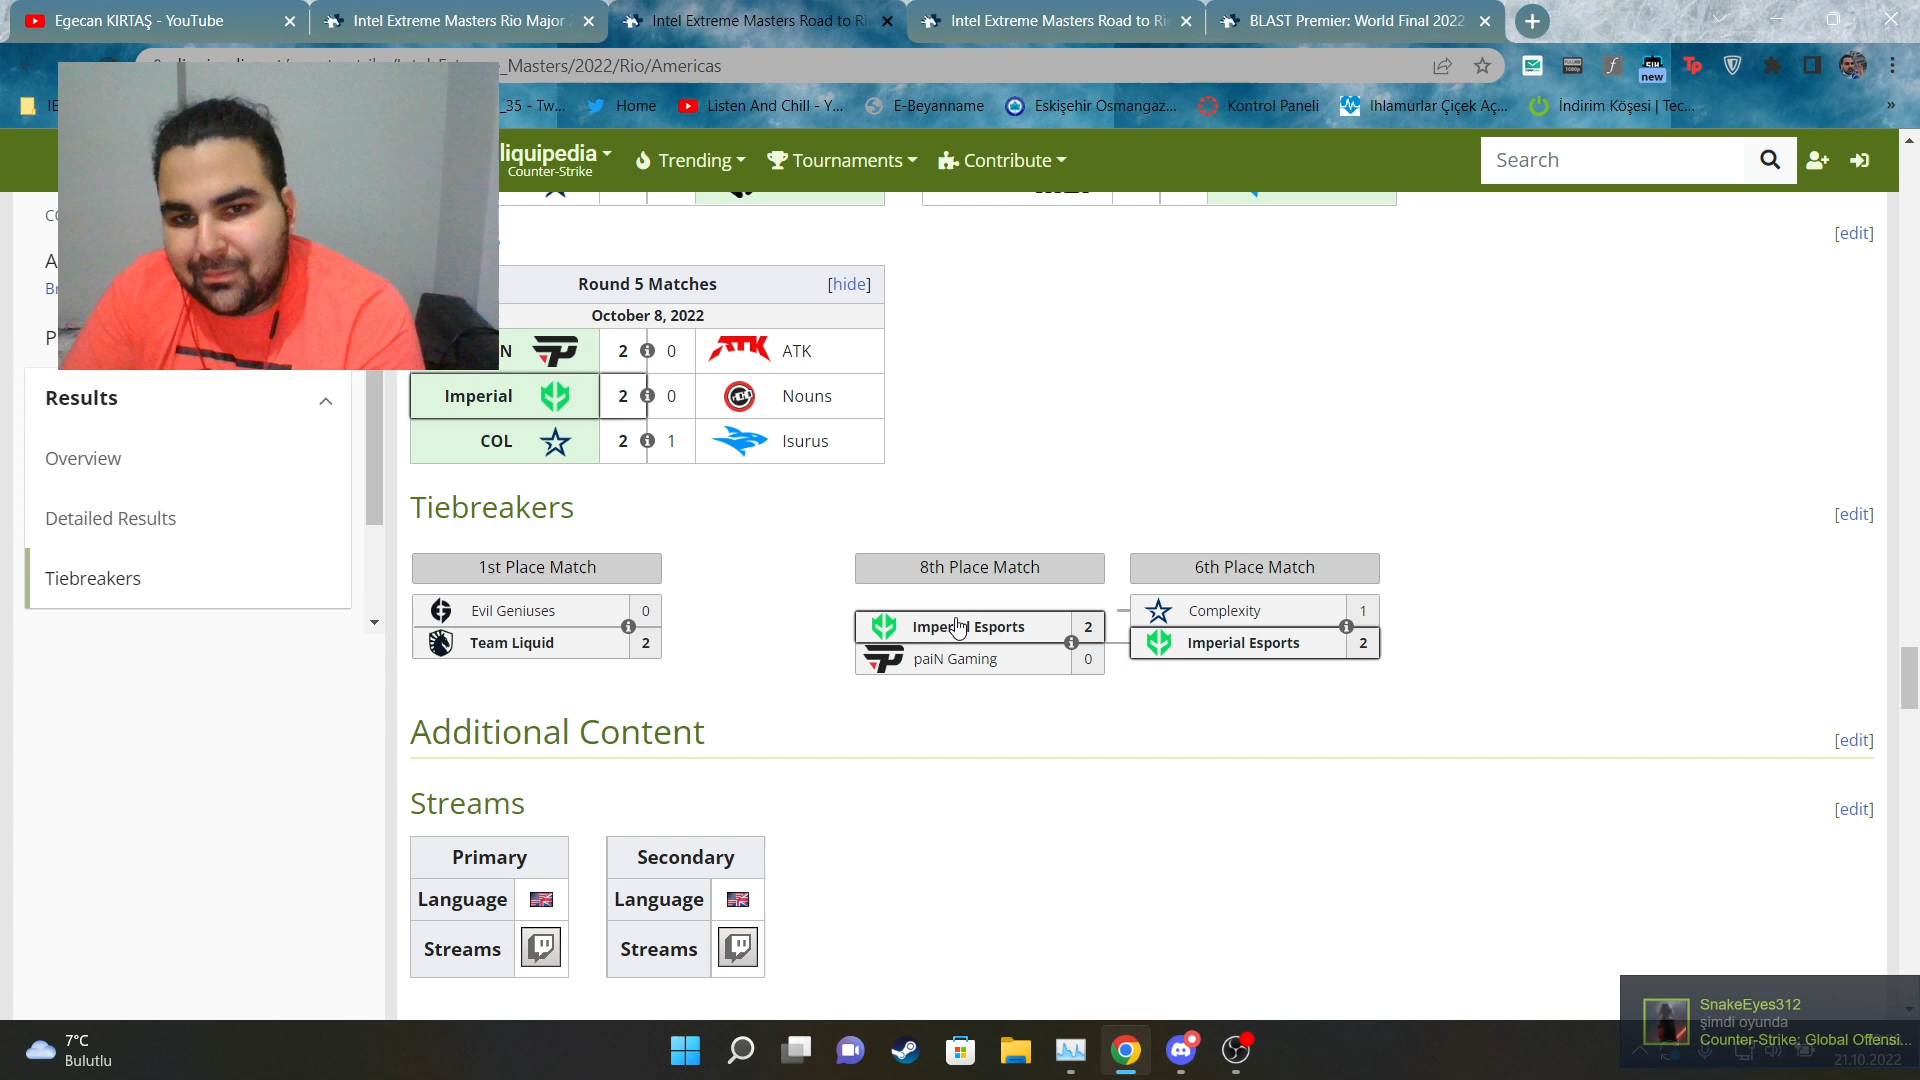 Egecan KIRTAŞ - YouTube
Intel Extreme Masters Rio Major
Intel Extreme Masters Road to Ri
Intel Extreme Masters Road to Ri
BLAST Premier: World Final 2022
_Masters/2022/Rio/Americas
new
_35 - Tw...
Home
Listen And Chill - Y...
E-Beyanname
Eskişehir Osmangaz...
Kontrol Paneli
Ihlamurlar Çiçek Aç...
İndirim Köşesi | Tec...
»
liquipedia
Counter-Strike
Trending
Tournaments
Contribute
Search
[edit]
Round 5 Matches
[hide]
October 8, 2022
N 2 0 ATK
Imperial 2 0 Nouns
COL 2 1 Isurus
Results
Overview
Detailed Results
Tiebreakers
Tiebreakers
[edit]
1st Place Match
Evil Geniuses 0
Team Liquid 2
8th Place Match
Imperial Esports 2
paiN Gaming 0
6th Place Match
Complexity 1
Imperial Esports 2
Additional Content
[edit]
Streams
[edit]
Primary
Language
Streams
Secondary
Language
Streams
SnakeEyes312
şimdi oyunda
Counter-Strike: Global Offensi...
7°C
Bulutlu
21.10.2022